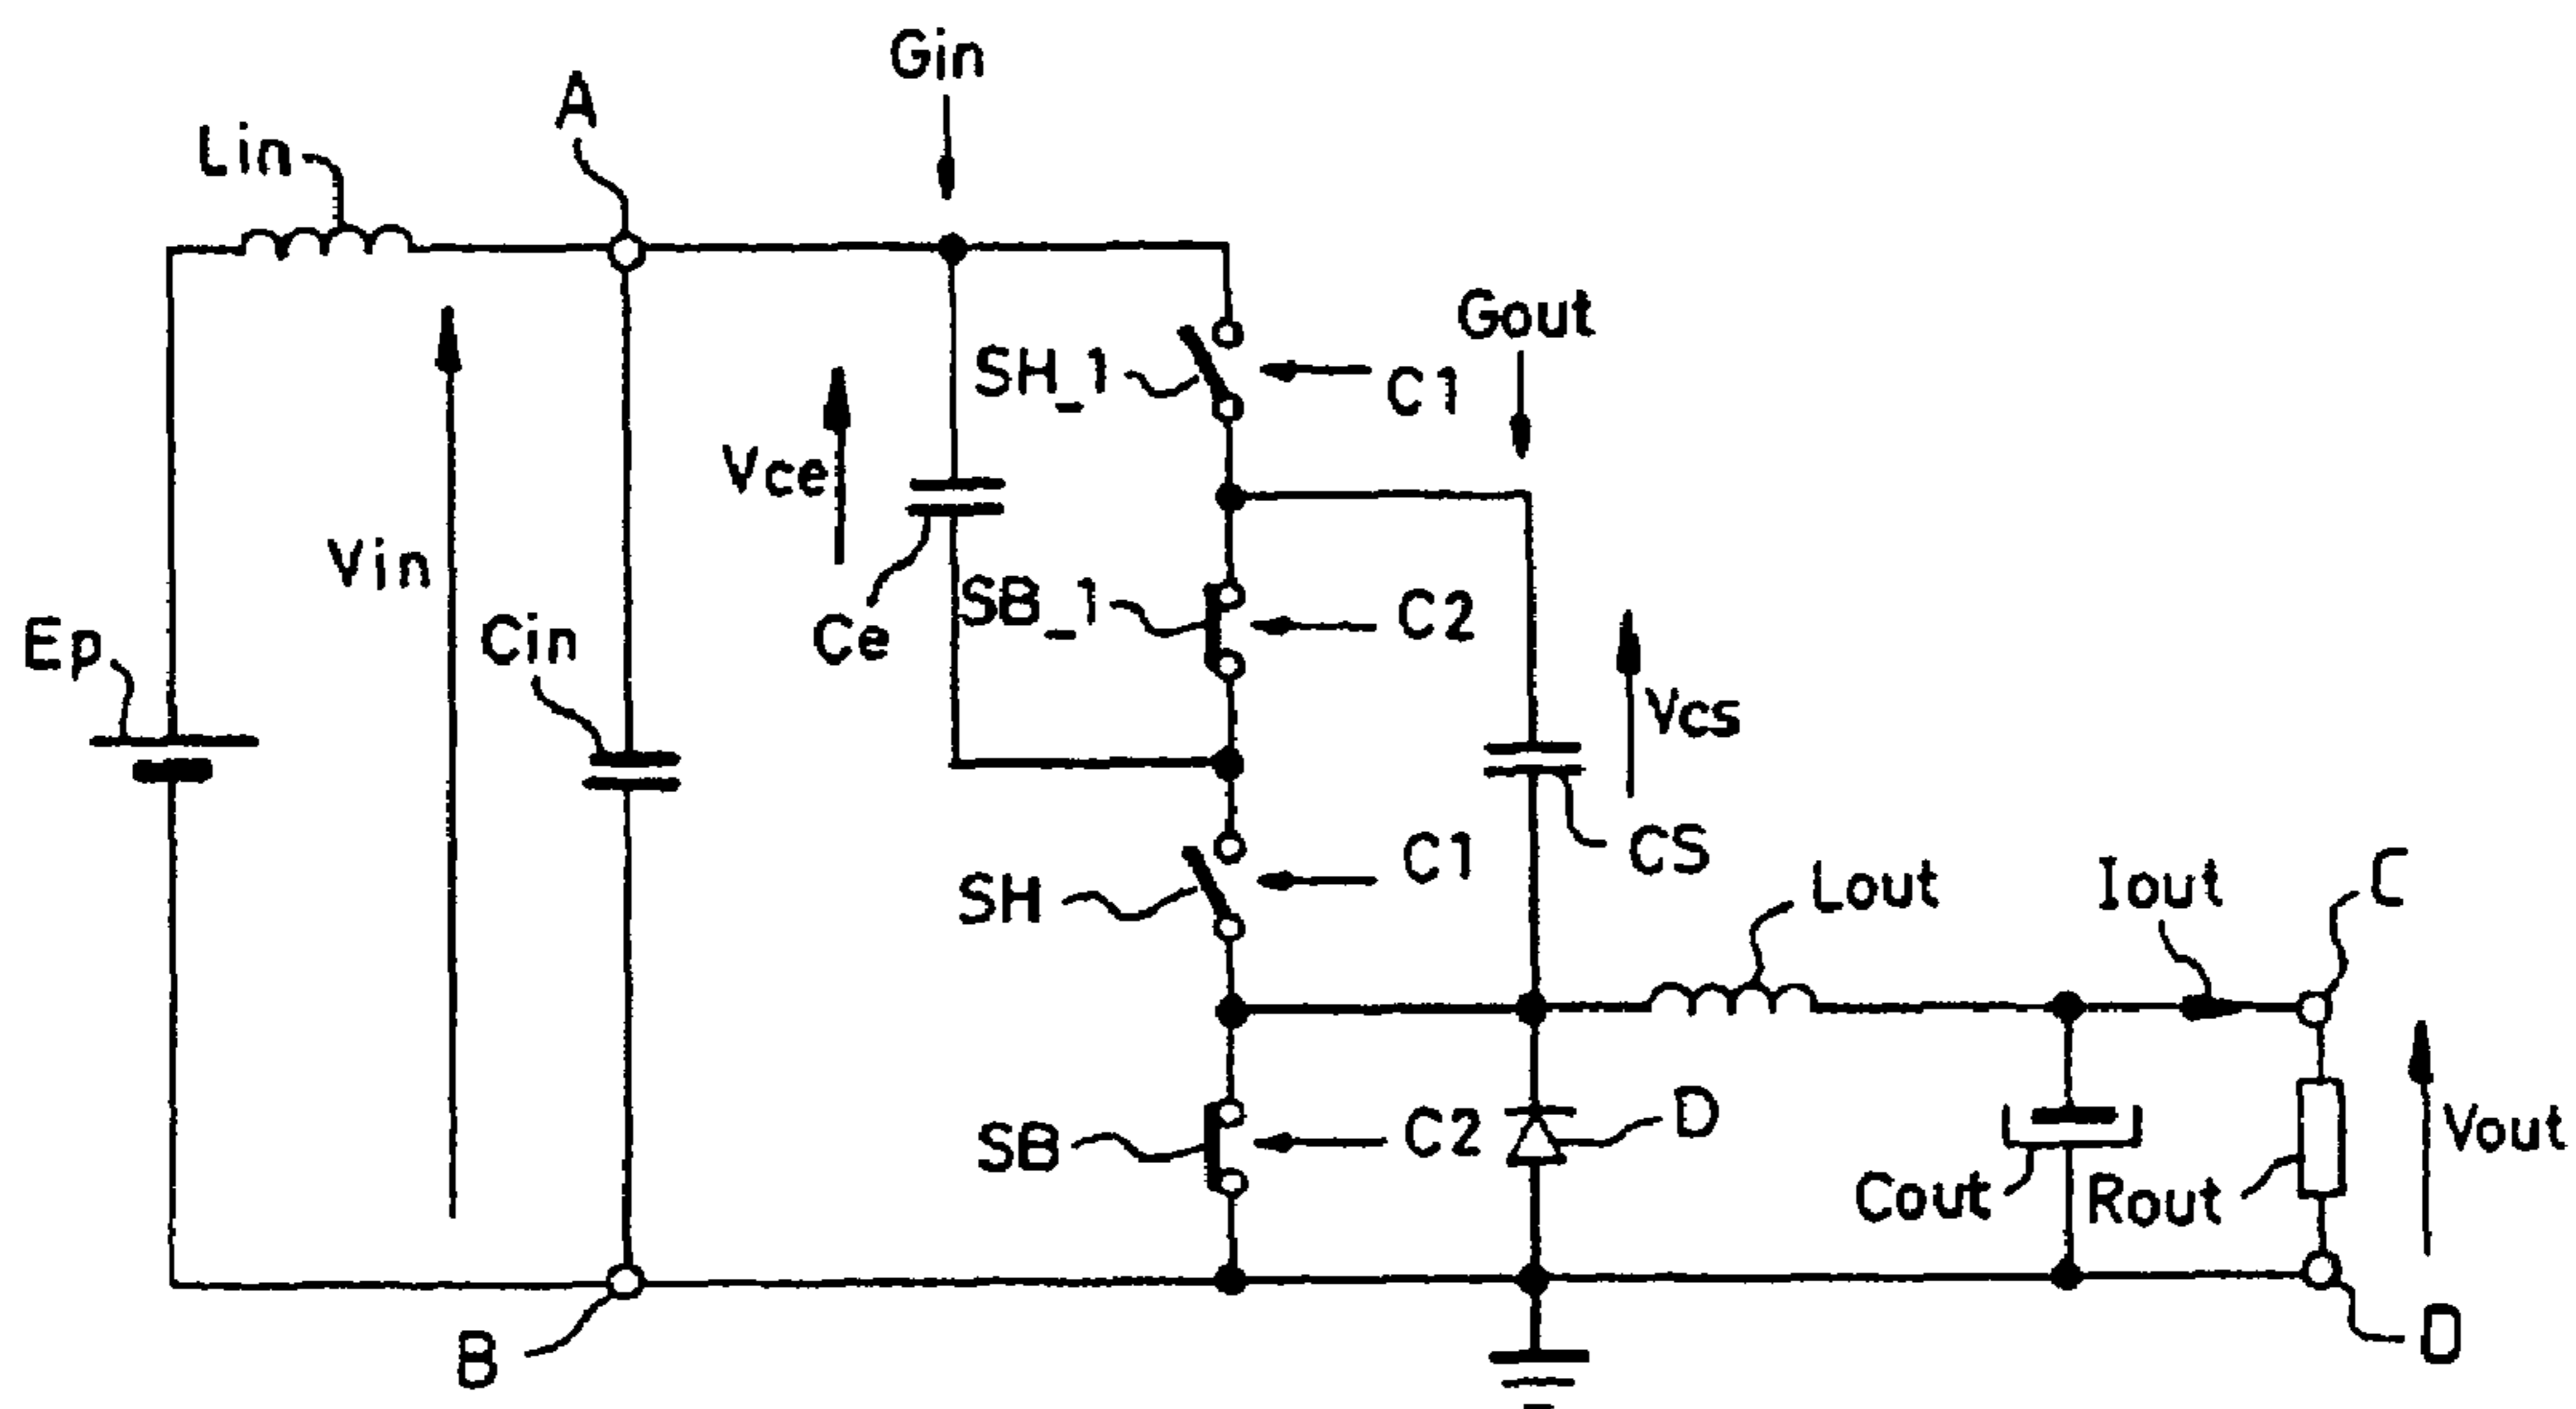 Gin
A
Lin
Gout
SH_1
C1
Vce
Vin
SB_1
C2
Ep
Cin
Ce
Vcs
CS
C1
SH
Lout
Iout
C
SB
C2
D
Vout
Cout
Rout
B
D